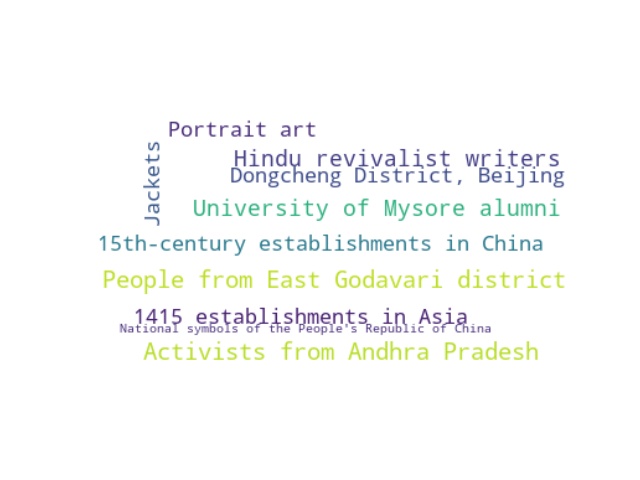 Portrait art
Jackets
Hindu revivalist writers
Dongcheng District, Beijing
University of Mysore alumni
15th-century establishments in China
People from East Godavari district
1415 establishments in Asia
National symbols of the People's Republic of China
Activists from Andhra Pradesh